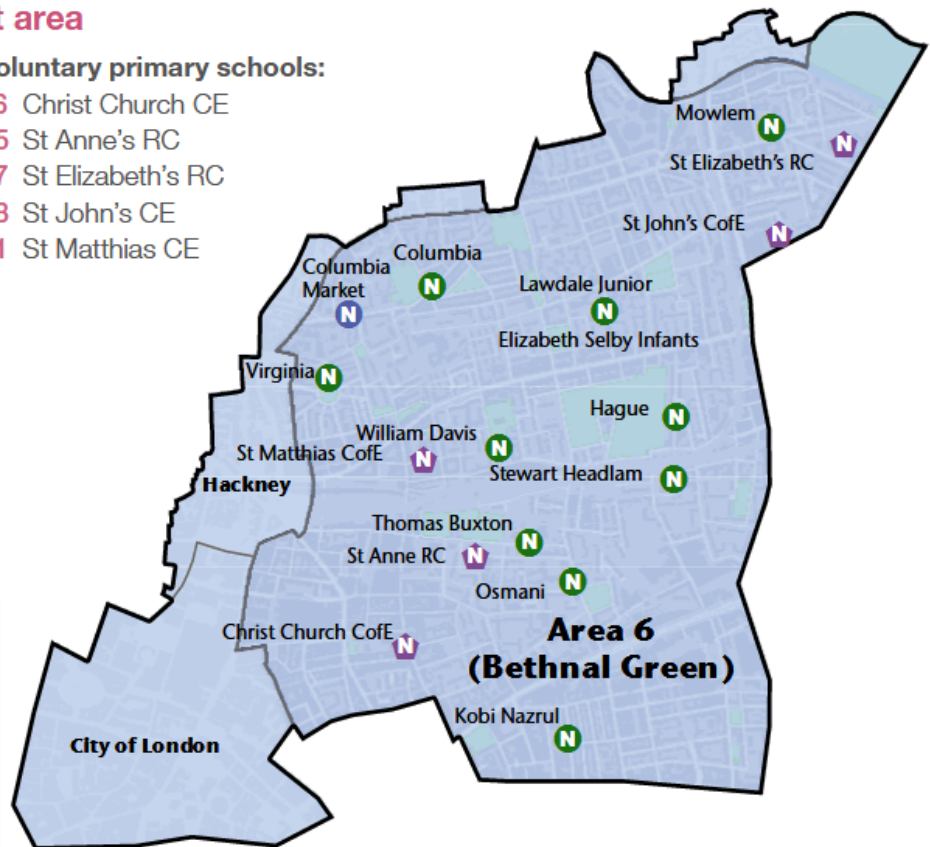 t area
oluntary primary schools:
6 Christ Church CE
5 St Anne's RC
7 St Elizabeth's RC
3 St John's CE
1 St Matthias CE
Mowlem
N
N
St Elizabeth's RC
St John's CofE
N
Columbia
Columbia
Market
N
N
Lawdale Junior
N
Elizabeth Selby Infants
Virginia
N
Hague
N
William Davis
N
St Matthias CofE
N
Stewart Headlam
N
Hackney
Thomas Buxton
N
St Anne RC
N
Osmani
N
Christ Church CofE
N
Area 6
(Bethnal Green)
Kobi Nazrul
N
City of London